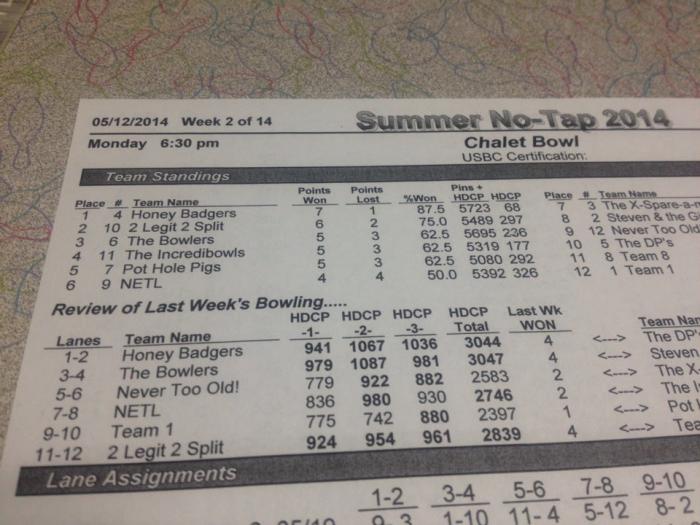 05/12/2014 Week 2 of 14 Summer No-Tap 2014
Monday 6:30 pm Chalet Bowl
USBC Certification:
Team Standings
Place # Team Name Points Won Points Lost %Won Pins + HDCP HDCP Place # Team Name
1 4 Honey Badgers 7 1 87.5 5723 68 7 3 The X-Spare-a-
2 10 2 Legit 2 Split 6 2 75.0 5489 297 8 2 Steven & the G
3 6 The Bowlers 5 3 62.5 5695 236 9 12 Never Too Old
4 11 The Incredibowls 5 3 62.5 5319 177 10 5 The DP's
5 7 Pot Hole Pigs 5 3 62.5 5080 292 11 8 Team 8
6 9 NETL 4 4 50.0 5392 326 12 1 Team 1
Review of Last Week's Bowling.....
Lanes Team Name HDCP -1- HDCP -2- HDCP -3- HDCP Total Last Wk WON Team Nar
1-2 Honey Badgers 941 1067 1036 3044 4 <---> The DP'
3-4 The Bowlers 979 1087 981 3047 4 <---> Steven
5-6 Never Too Old! 779 922 882 2583 2 <---> The X-
7-8 NETL 836 980 930 2746 2 <---> The I
9-10 Team 1 775 742 880 2397 1 <---> Pot
11-12 2 Legit 2 Split 924 954 961 2839 4 <---> Tea
Lane Assignments
1-2 3-4 5-6 7-8 9-10
9- 3 1-10 11- 4 5-12 8- 2